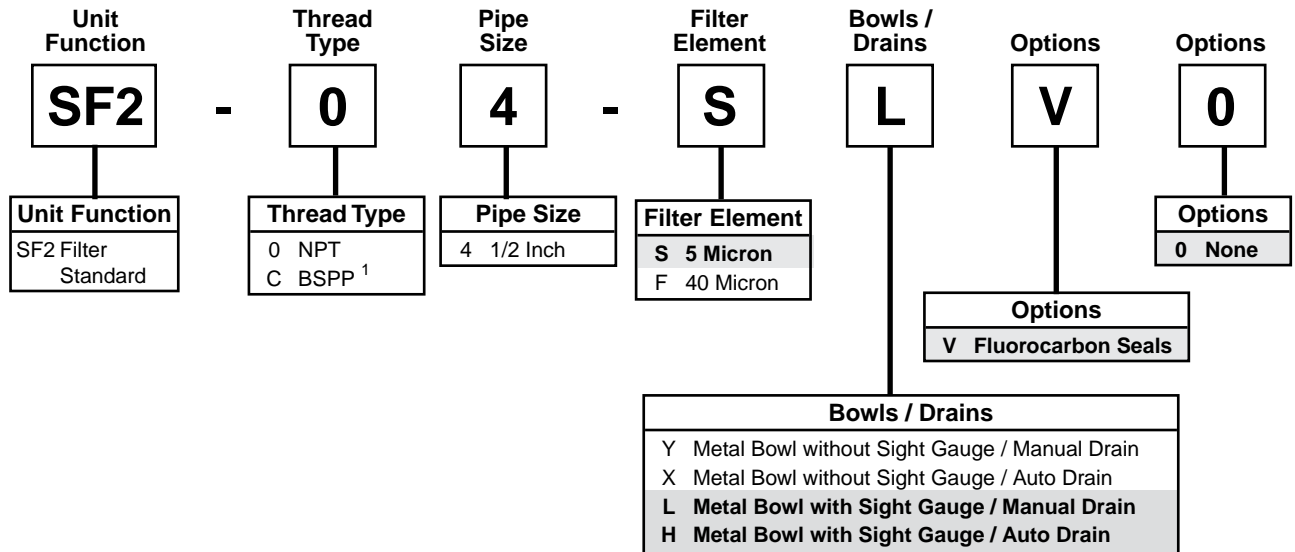 Unit Function
Thread Type
Pipe Size
Filter Element
Bowls / Drains
Options
Options
SF2 - 0 4 - S L V 0
Unit Function
SF2 Filter
Standard
Thread Type
0 NPT
C BSPP 1
Pipe Size
4 1/2 Inch
Filter Element
S 5 Micron
F 40 Micron
Options
0 None
Options
V Fluorocarbon Seals
Bowls / Drains
Y Metal Bowl without Sight Gauge / Manual Drain
X Metal Bowl without Sight Gauge / Auto Drain
L Metal Bowl with Sight Gauge / Manual Drain
H Metal Bowl with Sight Gauge / Auto Drain